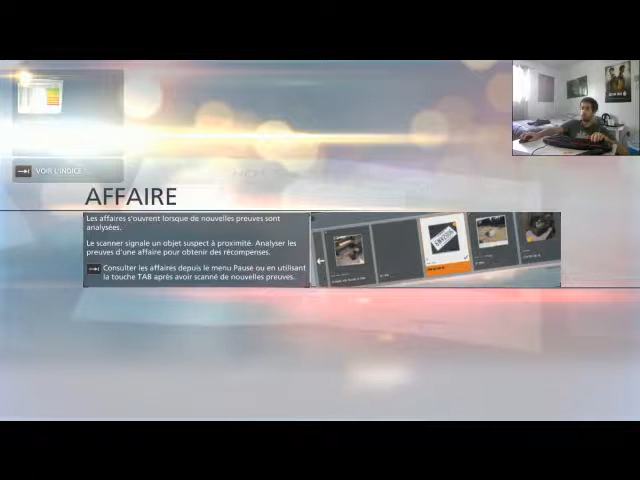 VOIR L'INDICE
AFFAIRE
Les affaires s'ouvrent lorsque de nouvelles preuves sont
analysées.
Le scanner signale un objet suspect à proximité. Analyser les
preuves d'une affaire pour obtenir des récompenses.
Consulter les affaires depuis le menu Pause ou en utilisant
la touche TAB après avoir scanné de nouvelles preuves.